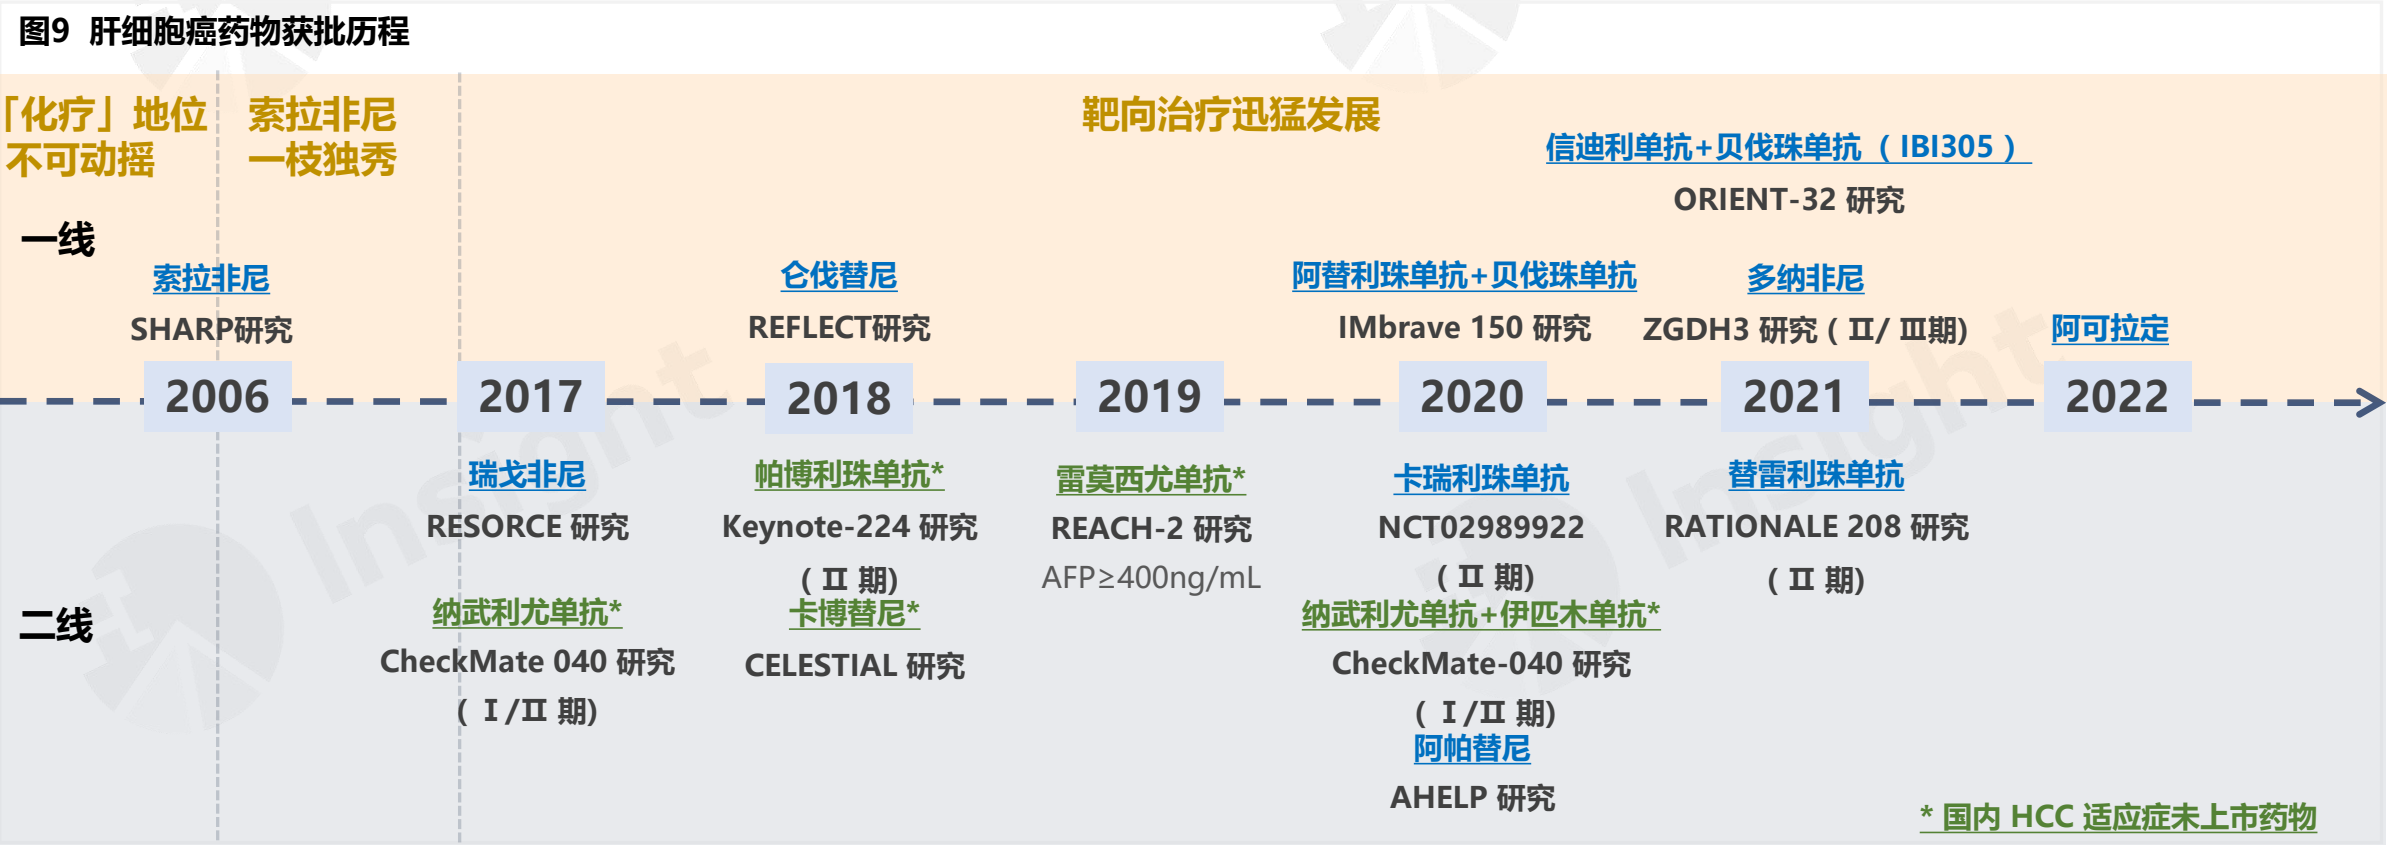 图9 肝细胞癌药物获批历程
「化疗」地位
不可动摇
索拉非尼
一枝独秀
靶向治疗迅猛发展
信迪利单抗+贝伐珠单抗（IBI305）
ORIENT-32 研究
一线
索拉非尼
SHARP研究
仑伐替尼
REFLECT研究
阿替利珠单抗+贝伐珠单抗
IMbrave 150 研究
多纳非尼
ZGDH3 研究（Ⅱ/Ⅲ期)
阿可拉定
2006
2017
2018
2019
2020
2021
2022
二线
瑞戈非尼
RESORCE 研究
纳武利尤单抗*
CheckMate 040 研究
（Ⅰ/Ⅱ 期)
帕博利珠单抗*
Keynote-224 研究
（Ⅱ 期)
卡博替尼*
CELESTIAL 研究
雷莫西尤单抗*
REACH-2 研究
AFP≥400ng/mL
卡瑞利珠单抗
NCT02989922
（Ⅱ 期)
纳武利尤单抗+伊匹木单抗*
CheckMate-040 研究
（Ⅰ/Ⅱ 期)
阿帕替尼
AHELP 研究
替雷利珠单抗
RATIONALE 208 研究
（Ⅱ 期)
* 国内 HCC 适应症未上市药物
Insight
Insight